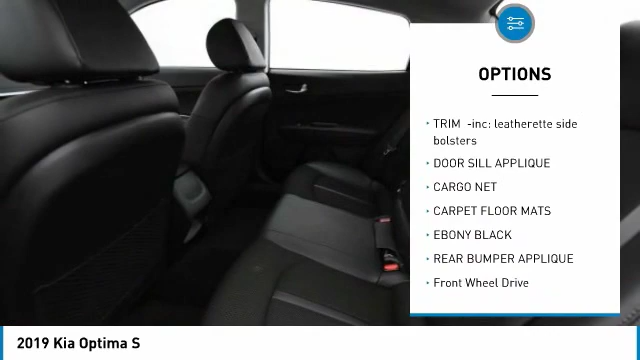 OPTIONS
• TRIM -inc: leatherette side
bolsters
• DOOR SILL APPLIQUE
• CARGO NET
• CARPET FLOOR MATS
• EBONY BLACK
• REAR BUMPER APPLIQUE
• Front Wheel Drive
2019 Kia Optima S